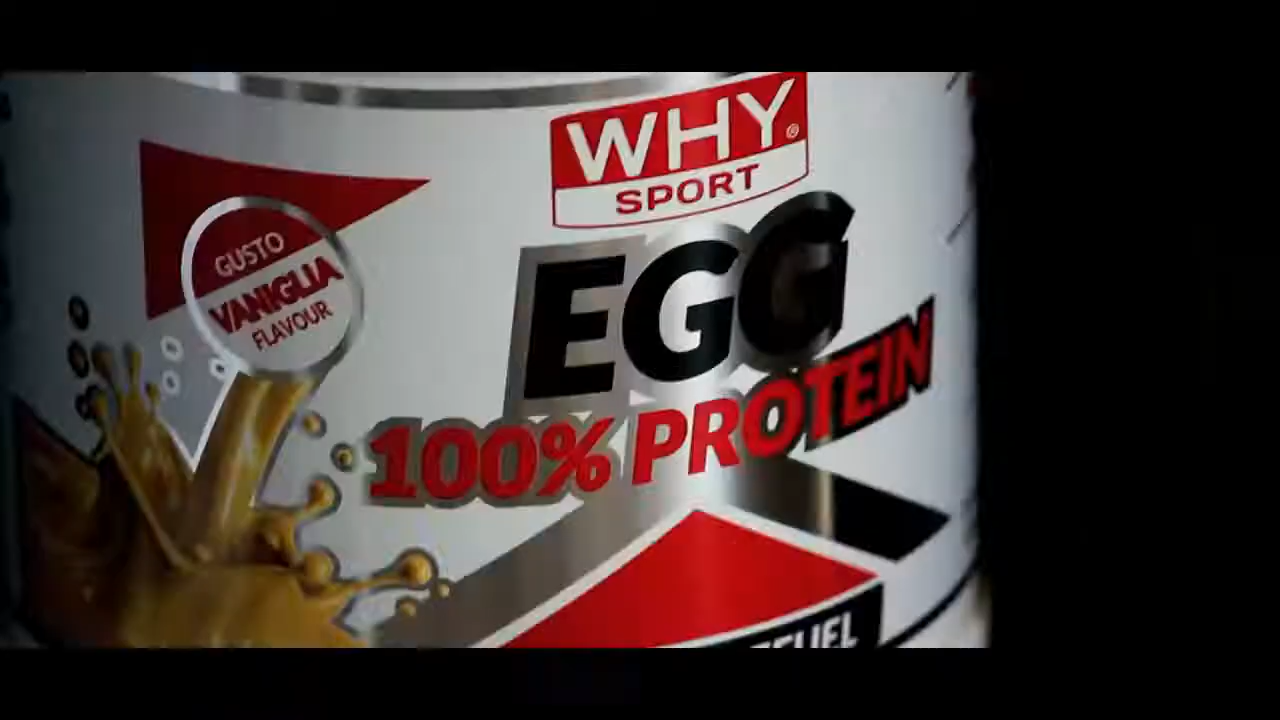 WHY®
SPORT
GUSTO
VANIGLIA
FLAVOUR
EGG
100% PROTEIN